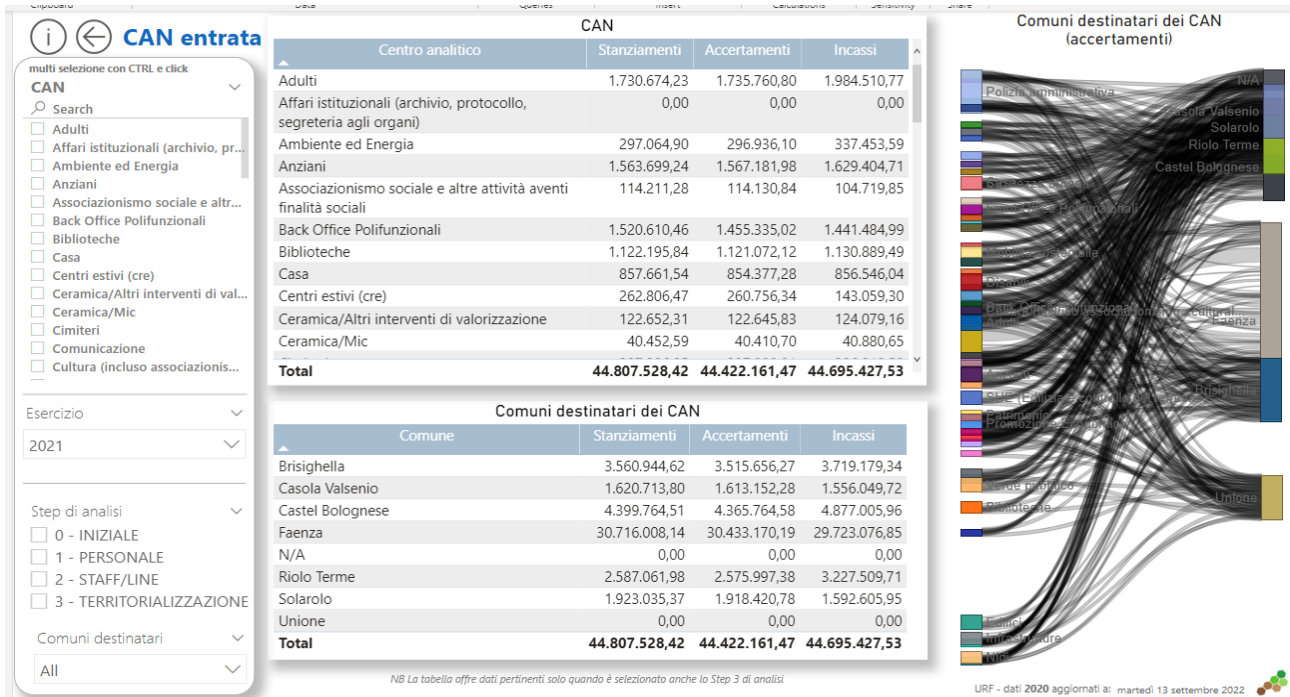 Clipboard Data Queries Insert Calculations Sensitivity Share
CAN entrata
multi selezione con CTRL e click
CAN
Search
Adulti
Affari istituzionali (archivio, pr...
Ambiente ed Energia
Anziani
Associazionismo sociale e altr...
Back Office Polifunzionali
Biblioteche
Casa
Centri estivi (cre)
Ceramica/Altri interventi di val...
Ceramica/Mic
Cimiteri
Comunicazione
Cultura (incluso associazionis...
Esercizio
2021
Step di analisi
0 - INIZIALE
1 - PERSONALE
2 - STAFF/LINE
3 - TERRITORIALIZZAZIONE
Comuni destinatari
All
CAN
Centro analitico Stanziamenti Accertamenti Incassi
Adulti 1.730.674,23 1.735.760,80 1.984.510,77
Affari istituzionali (archivio, protocollo, 0,00 0,00 0,00
segreteria agli organi)
Ambiente ed Energia 297.064,90 296.936,10 337.453,59
Anziani 1.563.699,24 1.567.181,98 1.629.404,71
Associazionismo sociale e altre attività aventi 114.211,28 114.130,84 104.719,85
finalità sociali
Back Office Polifunzionali 1.520.610,46 1.455.335,02 1.441.484,99
Biblioteche 1.122.195,84 1.121.072,12 1.130.889,49
Casa 857.661,54 854.377,28 856.546,04
Centri estivi (cre) 262.806,47 260.756,34 143.059,30
Ceramica/Altri interventi di valorizzazione 122.652,31 122.645,83 124.079,16
Ceramica/Mic 40.452,59 40.410,70 40.880,65
Total 44.807.528,42 44.422.161,47 44.695.427,53
Comuni destinatari dei CAN
Comune Stanziamenti Accertamenti Incassi
Brisighella 3.560.944,62 3.515.656,27 3.719.179,34
Casola Valsenio 1.620.713,80 1.613.152,28 1.556.049,72
Castel Bolognese 4.399.764,51 4.365.764,58 4.877.005,96
Faenza 30.716.008,14 30.433.170,19 29.723.076,85
N/A 0,00 0,00 0,00
Riolo Terme 2.587.061,98 2.575.997,38 3.227.509,71
Solarolo 1.923.035,37 1.918.420,78 1.592.605,95
Unione 0,00 0,00 0,00
Total 44.807.528,42 44.422.161,47 44.695.427,53
NB La tabella offre dati pertinenti solo quando è selezionato anche lo Step 3 di analisi
Comuni destinatari dei CAN
(accertamenti)
N/A
Polizia amministrativa
Casola Valsenio
Solarolo
Riolo Terme
Castel Bolognese
Faenza
Brisighella
Patrimonio
Unione
Biblioteche
Edifici
Infrastrutture
Nidi
URF - dati 2020 aggiornati a: martedì 13 settembre 2022